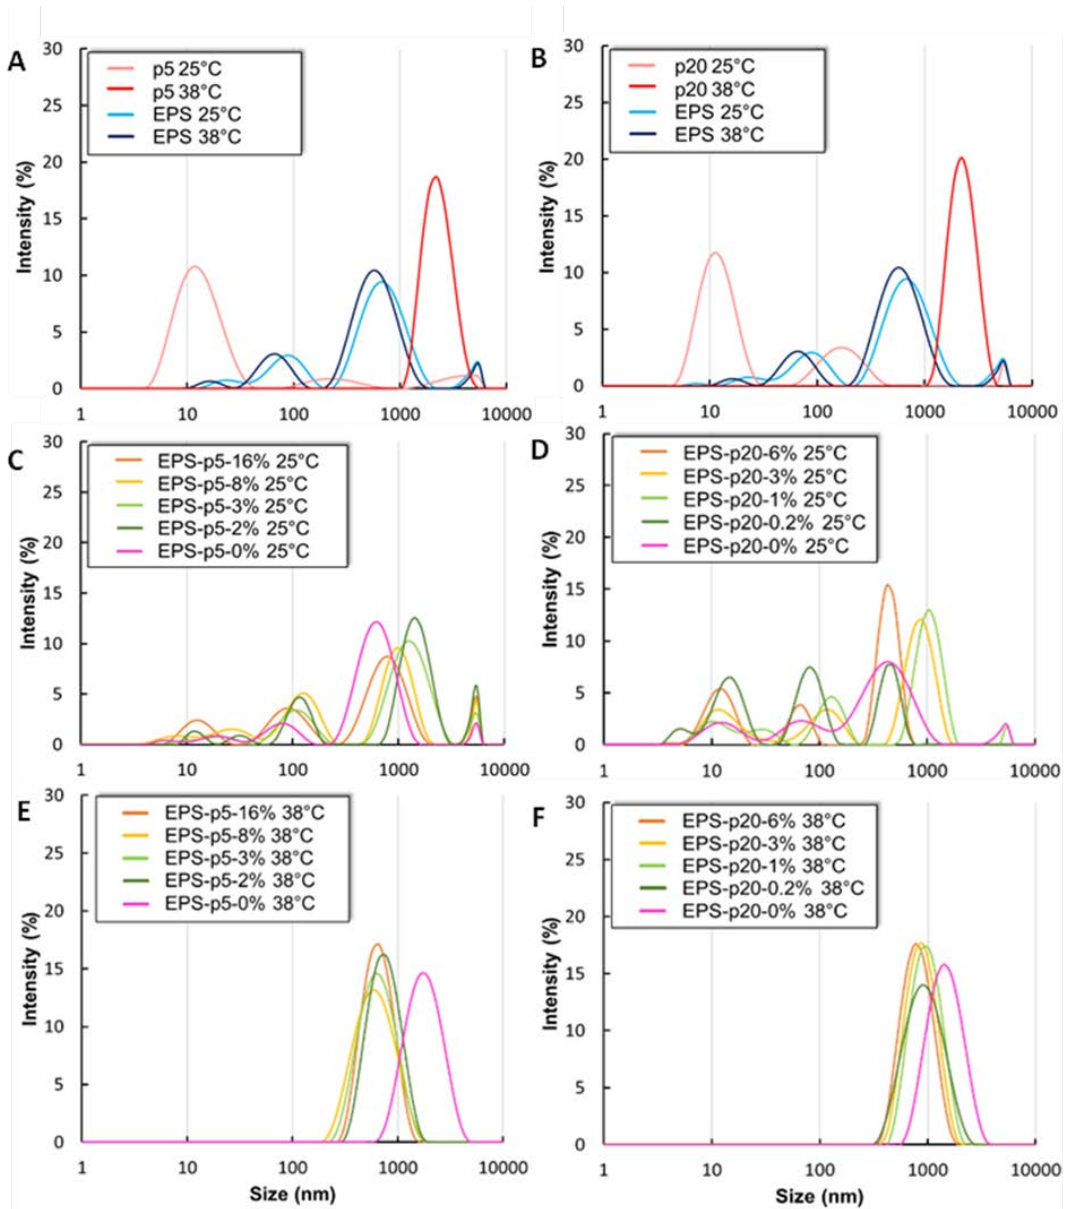 A
30
25
20
15
10
5
0
Intensity (%)
p5 25°C
p5 38°C
EPS 25°C
EPS 38°C
1 10 100 1000 10000
B
30
25
20
15
10
5
0
Intensity (%)
p20 25°C
p20 38°C
EPS 25°C
EPS 38°C
1 10 100 1000 10000
C
30
25
20
15
10
5
0
Intensity (%)
EPS-p5-16% 25°C
EPS-p5-8% 25°C
EPS-p5-3% 25°C
EPS-p5-2% 25°C
EPS-p5-0% 25°C
1 10 100 1000 10000
D
30
25
20
15
10
5
0
Intensity (%)
EPS-p20-6% 25°C
EPS-p20-3% 25°C
EPS-p20-1% 25°C
EPS-p20-0.2% 25°C
EPS-p20-0% 25°C
1 10 100 1000 10000
E
30
25
20
15
10
5
0
Intensity (%)
EPS-p5-16% 38°C
EPS-p5-8% 38°C
EPS-p5-3% 38°C
EPS-p5-2% 38°C
EPS-p5-0% 38°C
1 10 100 1000 10000
Size (nm)
F
30
25
20
15
10
5
0
Intensity (%)
EPS-p20-6% 38°C
EPS-p20-3% 38°C
EPS-p20-1% 38°C
EPS-p20-0.2% 38°C
EPS-p20-0% 38°C
1 10 100 1000 10000
Size (nm)